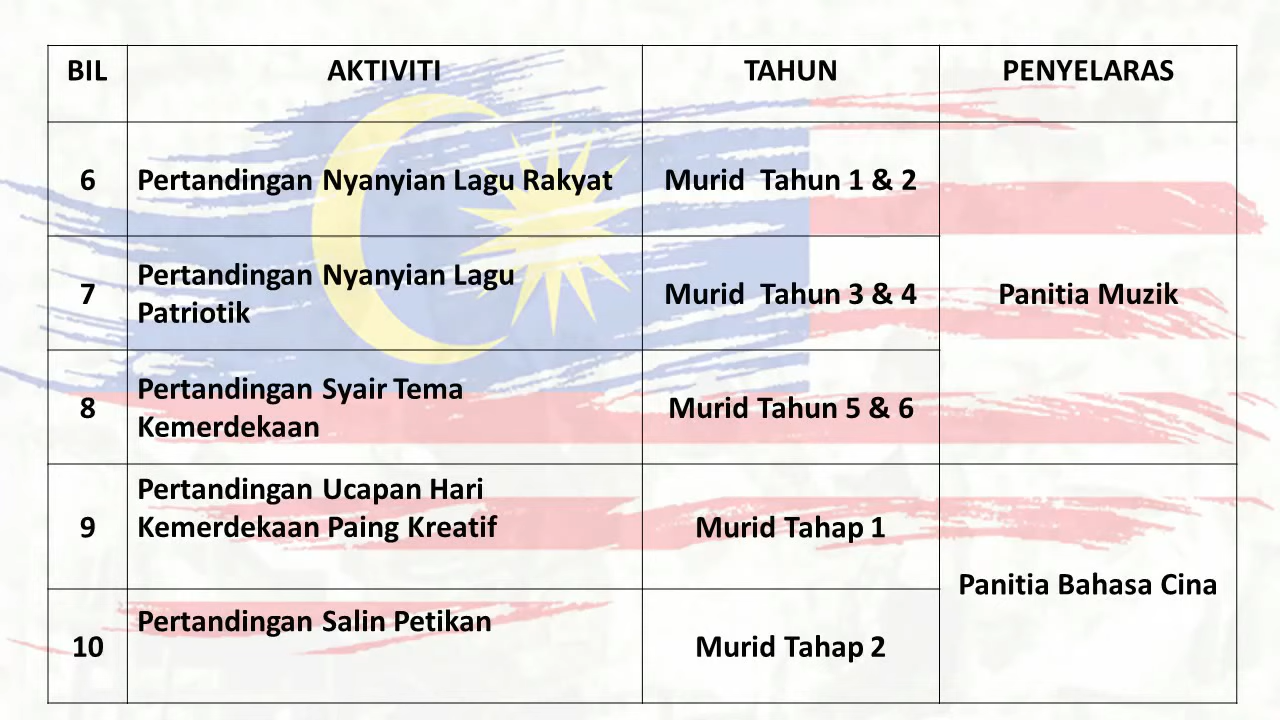 BIL AKTIVITI TAHUN PENYELARAS
6 Pertandingan Nyanyian Lagu Rakyat Murid Tahun 1 & 2
7 Pertandingan Nyanyian Lagu
Patriotik Murid Tahun 3 & 4 Panitia Muzik
8 Pertandingan Syair Tema
Kemerdekaan Murid Tahun 5 & 6
9 Pertandingan Ucapan Hari
Kemerdekaan Paing Kreatif Murid Tahap 1
Panitia Bahasa Cina
10 Pertandingan Salin Petikan Murid Tahap 2